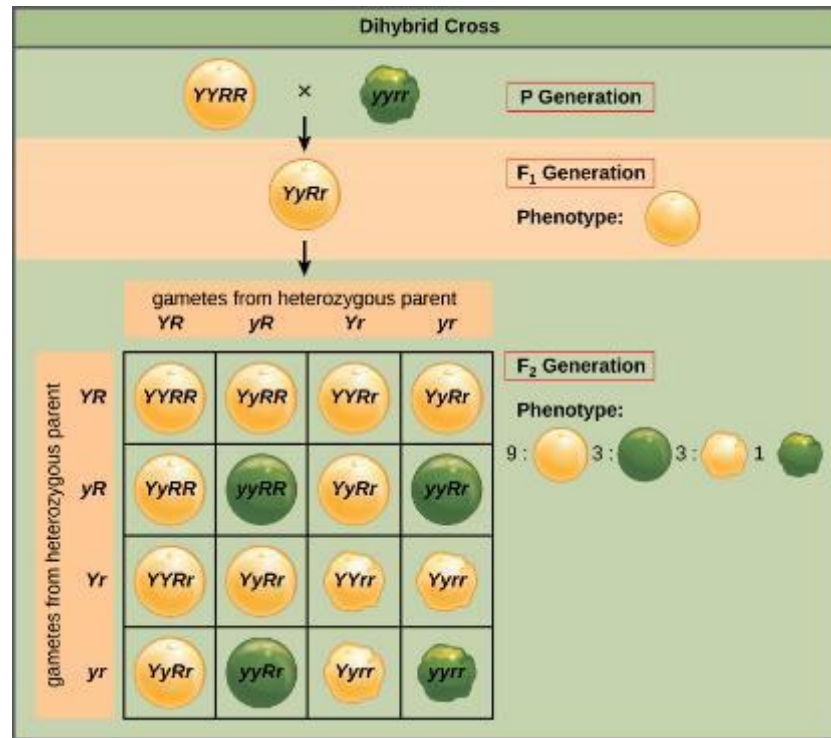 Dihybrid Cross
YYRR × yyrr
P Generation
YyRr
F1 Generation
Phenotype:
gametes from heterozygous parent
YR yR Yr yr
gametes from heterozygous parent
YR YYRR YyRR YYRr YyRr
yR YyRR yyRR YyRr yyRr
Yr YYRr YyRr YYrr Yyrr
yr YyRr yyRr Yyrr yyrr
F2 Generation
Phenotype:
9 : 3 : 3 : 1